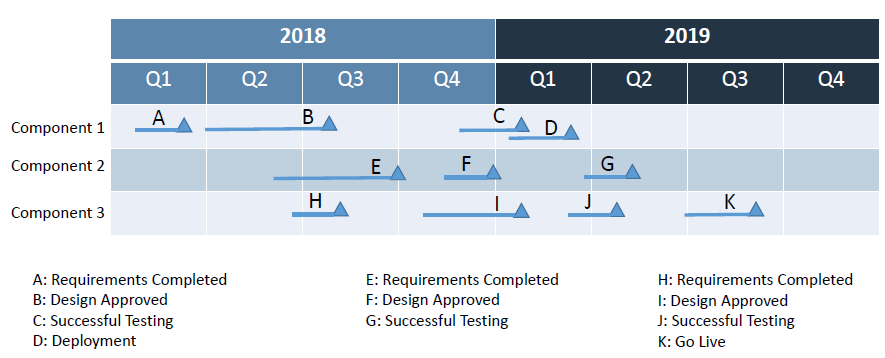 2018 2019
Q1 Q2 Q3 Q4 Q1 Q2 Q3 Q4
Component 1 A B C D
Component 2 E F G
Component 3 H I J K
A: Requirements Completed
B: Design Approved
C: Successful Testing
D: Deployment
E: Requirements Completed
F: Design Approved
G: Successful Testing
H: Requirements Completed
I: Design Approved
J: Successful Testing
K: Go Live